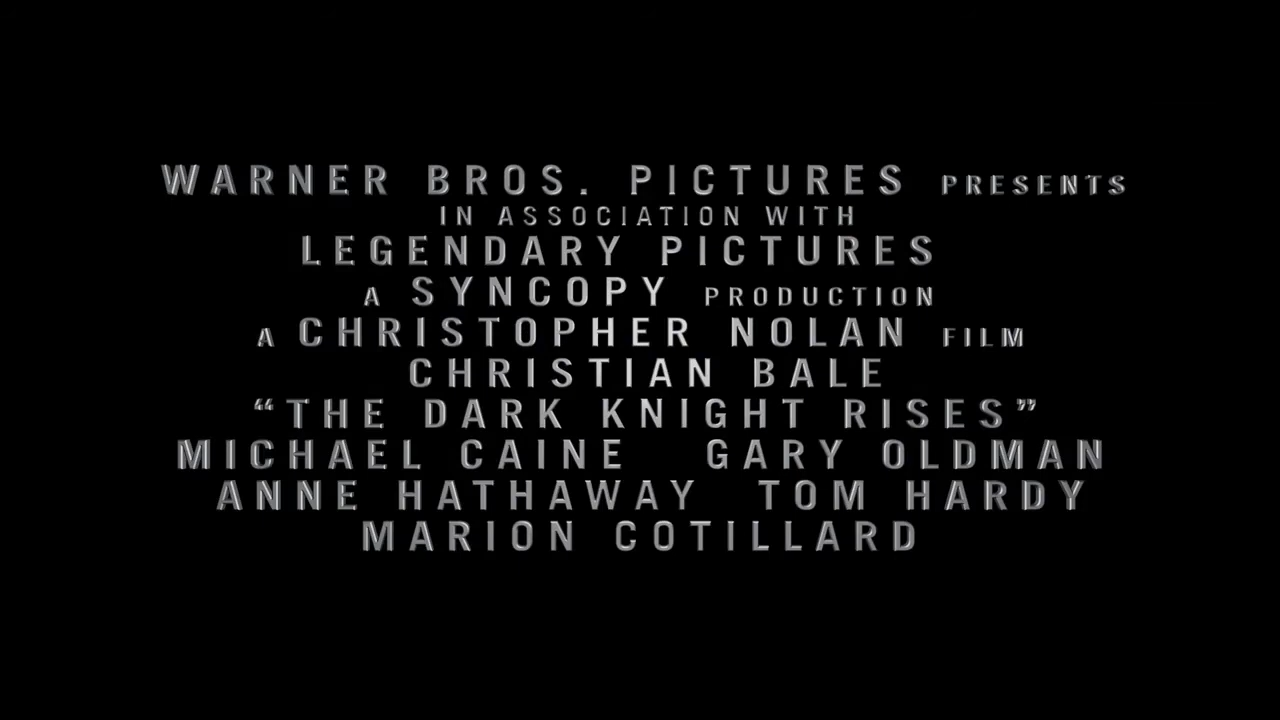 WARNER BROS. PICTURES PRESENTS
IN ASSOCIATION WITH
LEGENDARY PICTURES
A SYNCOPY PRODUCTION
A CHRISTOPHER NOLAN FILM
CHRISTIAN BALE
“THE DARK KNIGHT RISES”
MICHAEL CAINE GARY OLDMAN
ANNE HATHAWAY TOM HARDY
MARION COTILLARD